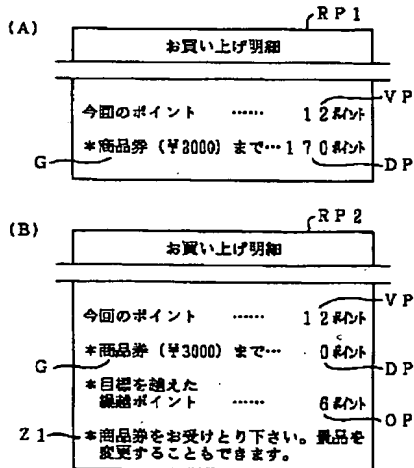 (A)
RP1
お買い上げ明細
VP
今回のポイント …… 12ポイント
*商品券(¥3000)まで…170ポイント
G
DP
(B)
RP2
お買い上げ明細
VP
今回のポイント …… 12ポイント
*商品券(¥3000)まで… 0ポイント
G
DP
*目標を越えた
繰越ポイント …… 6ポイント
OP
Z1
*商品券をお受けとり下さい。景品を
変更することもできます。